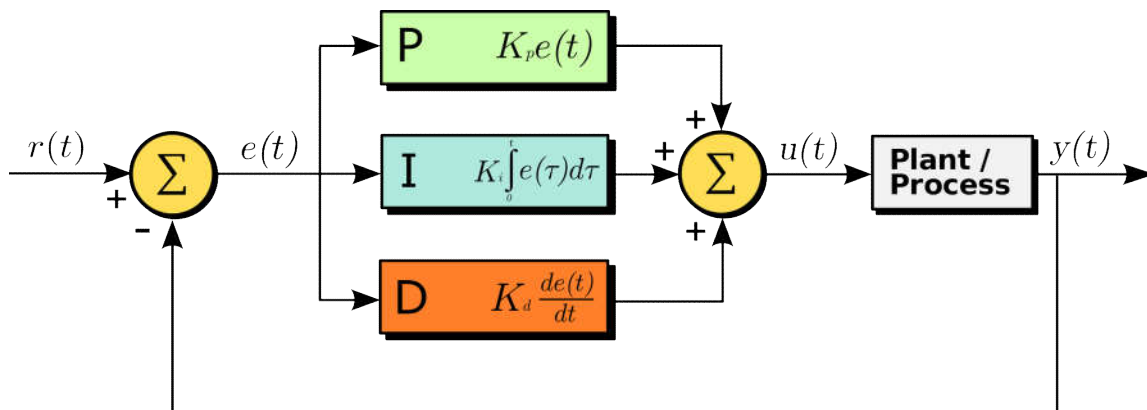 P K_p e(t)
r(t)
+
-
Σ
e(t)
I K_i ∫_0^t e(τ)dτ
D K_d de(t)/dt
+
+
+
Σ
u(t)
Plant /
Process
y(t)